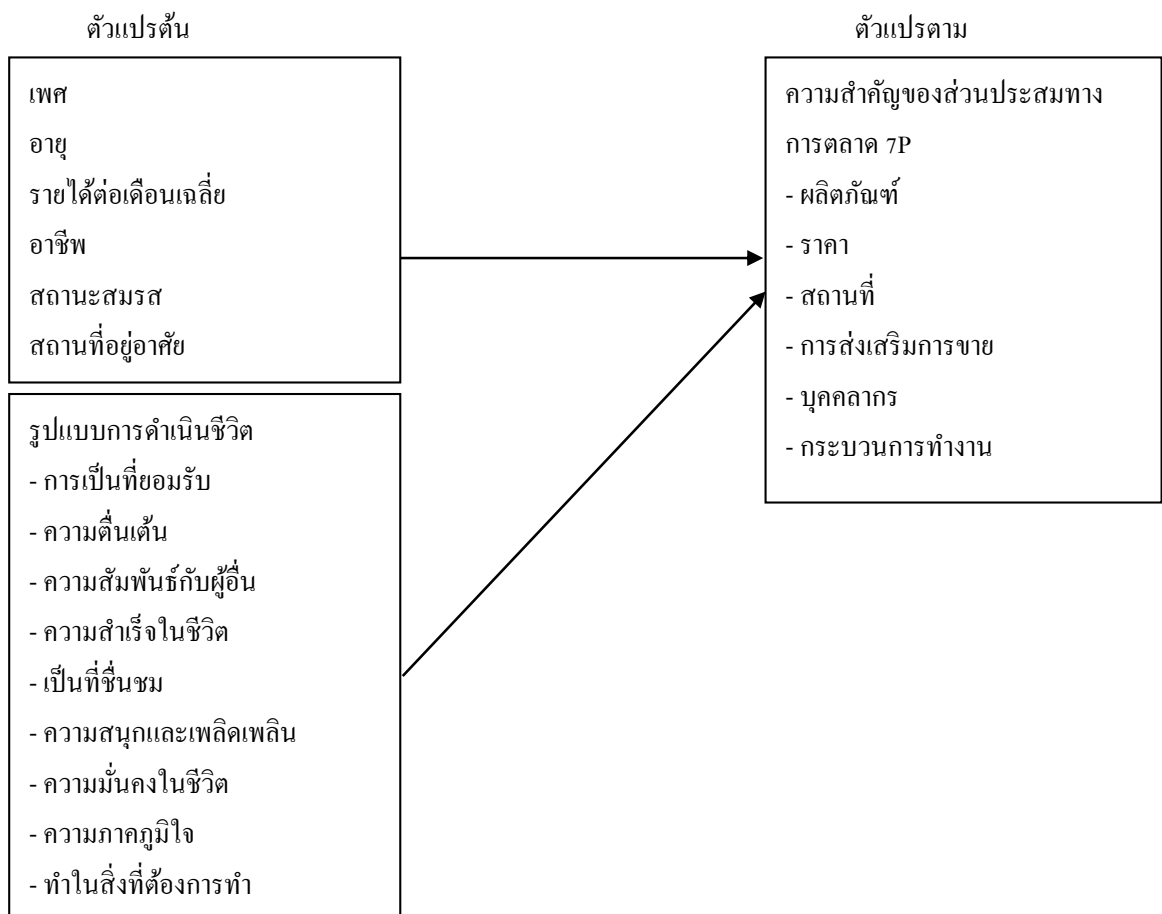 ตัวแปรต้น
ตัวแปรตาม
เพศ
อายุ
รายได้ต่อเดือนเฉลี่ย
อาชีพ
สถานะสมรส
สถานที่อยู่อาศัย
รูปแบบการดำเนินชีวิต
- การเป็นที่ยอมรับ
- ความตื่นเต้น
- ความสัมพันธ์กับผู้อื่น
- ความสำเร็จในชีวิต
- เป็นที่ชื่นชม
- ความสนุกและเพลิดเพลิน
- ความมั่นคงในชีวิต
- ความภาคภูมิใจ
- ทำในสิ่งที่ต้องการทำ
ความสำคัญของส่วนประสมทาง
การตลาด 7P
- ผลิตภัณฑ์
- ราคา
- สถานที่
- การส่งเสริมการขาย
- บุคคลากร
- กระบวนการทำงาน